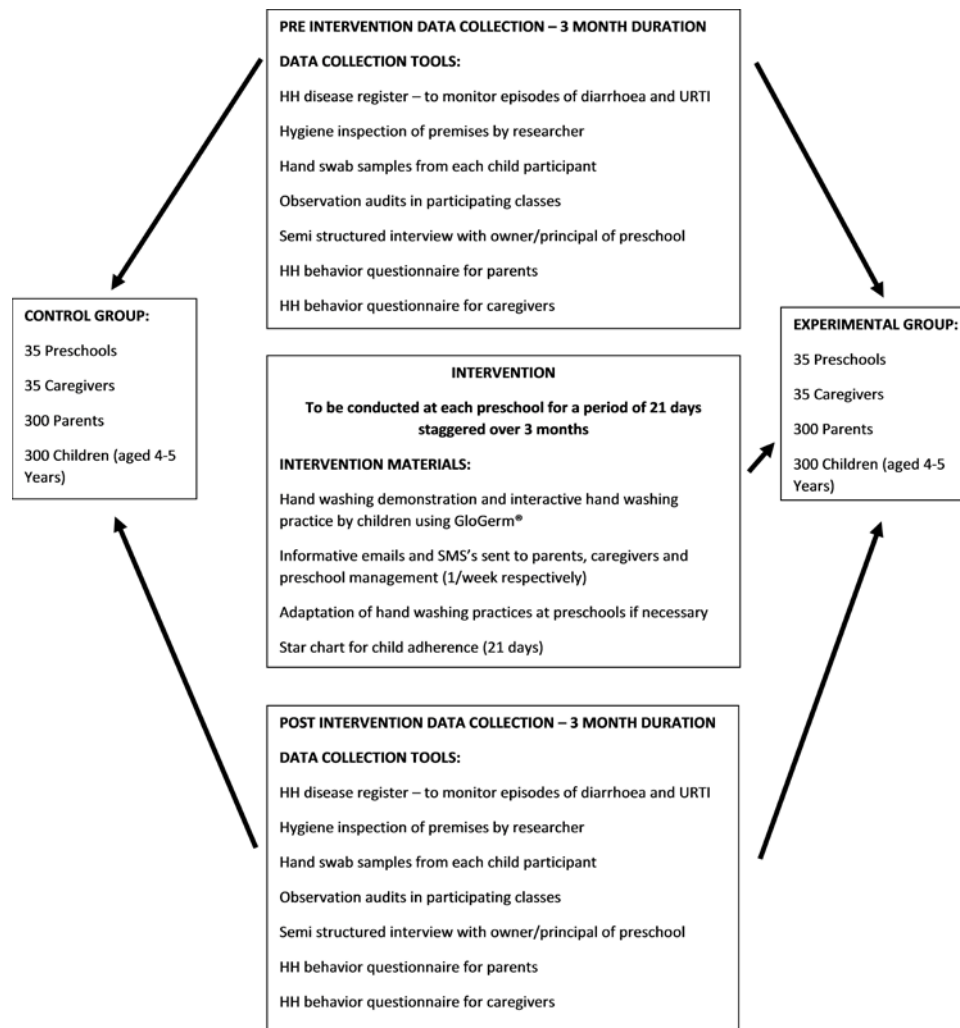 PRE INTERVENTION DATA COLLECTION – 3 MONTH DURATION
DATA COLLECTION TOOLS:
HH disease register – to monitor episodes of diarrhoea and URTI
Hygiene inspection of premises by researcher
Hand swab samples from each child participant
Observation audits in participating classes
Semi structured interview with owner/principal of preschool
HH behavior questionnaire for parents
HH behavior questionnaire for caregivers
CONTROL GROUP:
35 Preschools
35 Caregivers
300 Parents
300 Children (aged 4-5
Years)
INTERVENTION
To be conducted at each preschool for a period of 21 days
staggered over 3 months
INTERVENTION MATERIALS:
Hand washing demonstration and interactive hand washing
practice by children using GloGerm®
Informative emails and SMS's sent to parents, caregivers and
preschool management (1/week respectively)
Adaptation of hand washing practices at preschools if necessary
Star chart for child adherence (21 days)
EXPERIMENTAL GROUP:
35 Preschools
35 Caregivers
300 Parents
300 Children (aged 4-5
Years)
POST INTERVENTION DATA COLLECTION – 3 MONTH DURATION
DATA COLLECTION TOOLS:
HH disease register – to monitor episodes of diarrhoea and URTI
Hygiene inspection of premises by researcher
Hand swab samples from each child participant
Observation audits in participating classes
Semi structured interview with owner/principal of preschool
HH behavior questionnaire for parents
HH behavior questionnaire for caregivers